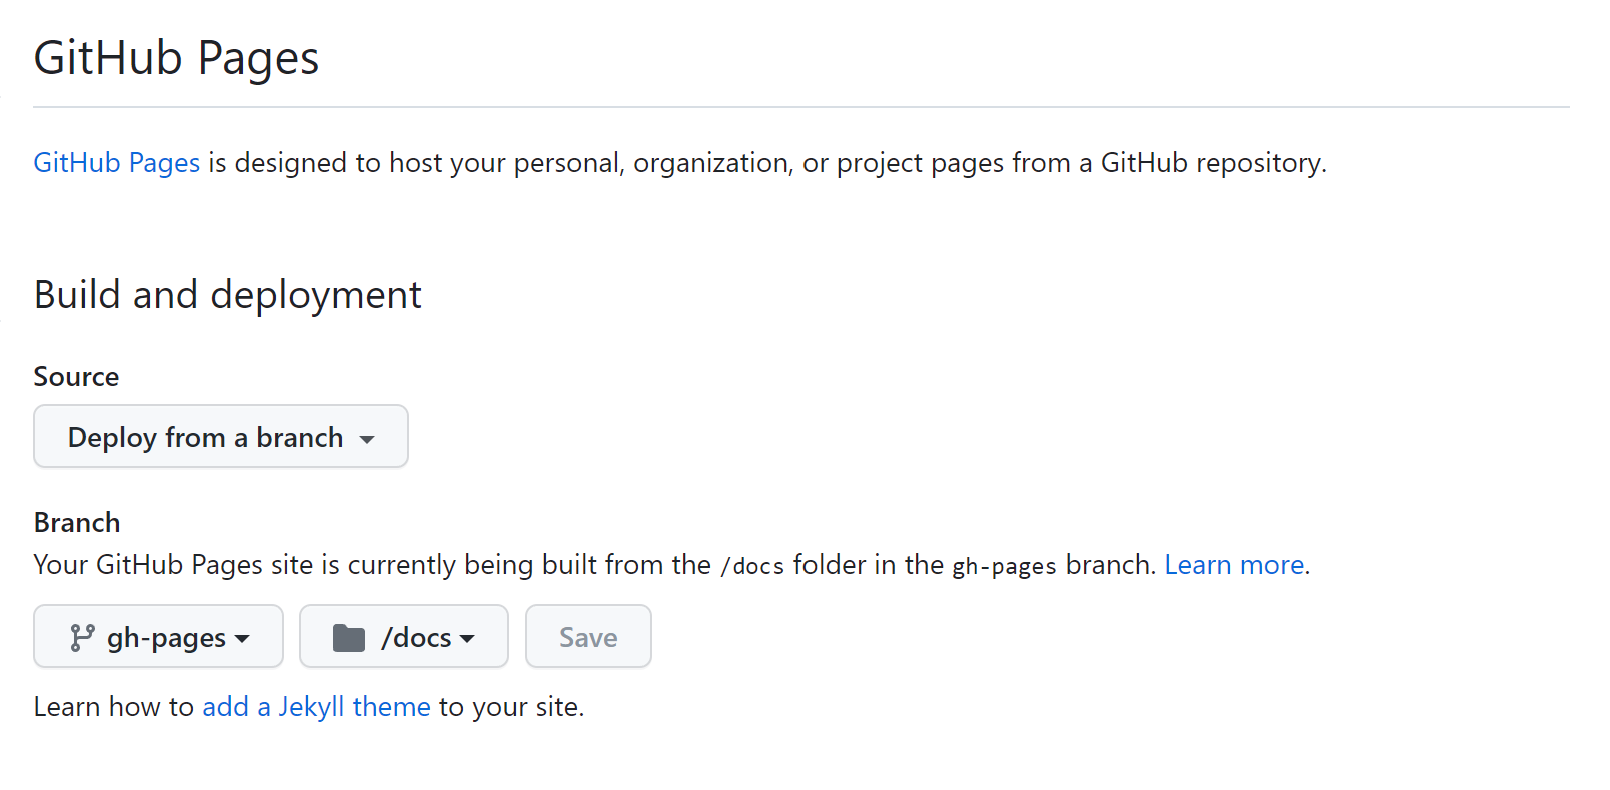 GitHub Pages
GitHub Pages is designed to host your personal, organization, or project pages from a GitHub repository.
Build and deployment
Source
Deploy from a branch
Branch
Your GitHub Pages site is currently being built from the /docs folder in the gh-pages branch. Learn more.
gh-pages /docs Save
Learn how to add a Jekyll theme to your site.